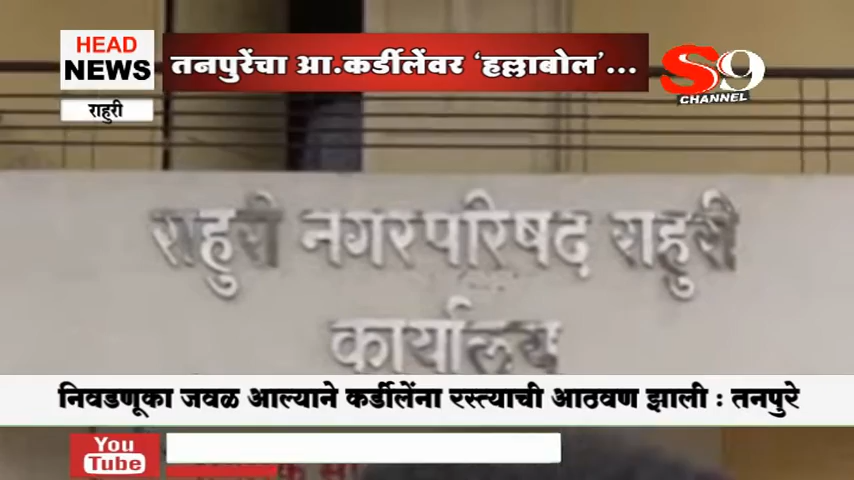 HEAD
NEWS
राहुरी
तनपुरेंचा आ.कर्डीलेंवर ‘हल्लाबोल’...
S9
CHANNEL
राहुरी नगरपरिषद राहुरी
कार्यालय
निवडणूका जवळ आल्याने कर्डीलेंना रस्त्याची आठवण झाली : तनपुरे
You
Tube